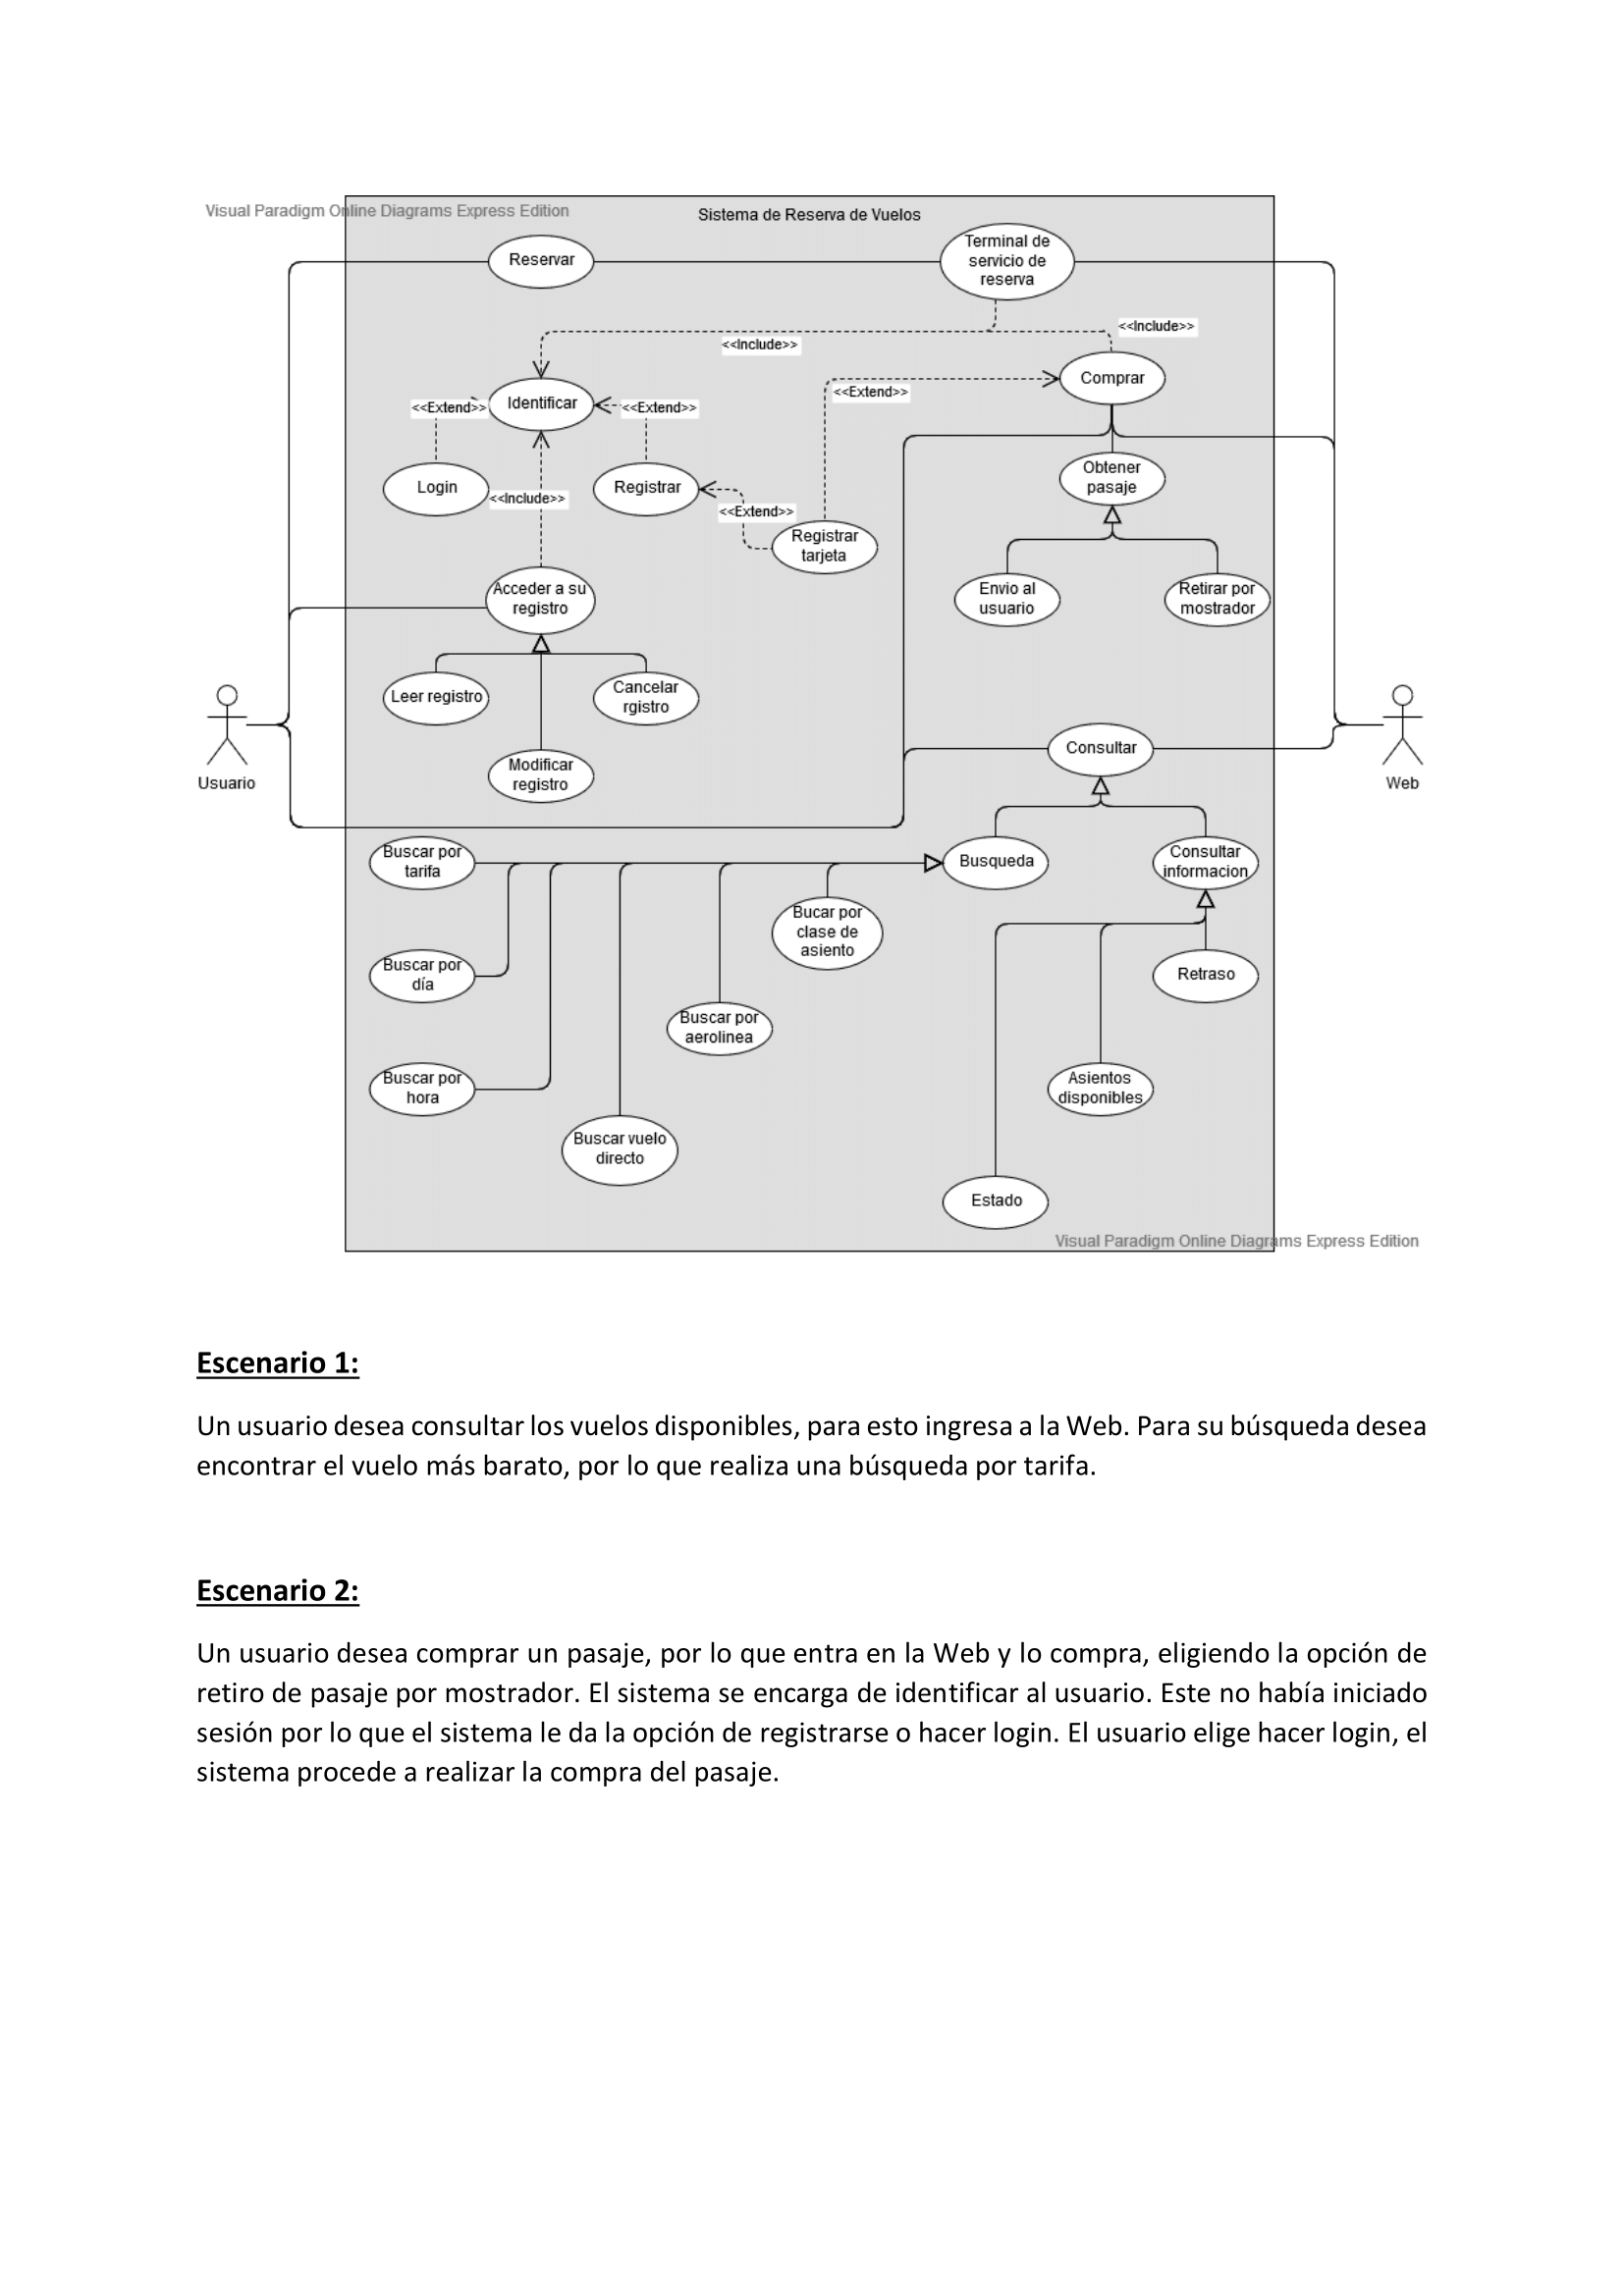 Visual Paradigm Online Diagrams Express Edition
Sistema de Reserva de Vuelos
Reservar
Terminal de
servicio de
reserva
<<Include>>
<<Include>>
Comprar
<<Extend>>
Identificar
<<Extend>>
<<Extend>>
Login
<<Include>>
Registrar
<<Extend>>
Registrar
tarjeta
Obtener
pasaje
Envio al
usuario
Retirar por
mostrador
Acceder a su
registro
Leer registro
Cancelar
rgistro
Modificar
registro
Usuario
Consultar
Web
Buscar por
tarifa
Busqueda
Consultar
informacion
Bucar por
clase de
asiento
Buscar por
día
Retraso
Buscar por
aerolinea
Buscar por
hora
Asientos
disponibles
Buscar vuelo
directo
Estado
Visual Paradigm Online Diagrams Express Edition
Escenario 1:
Un usuario desea consultar los vuelos disponibles, para esto ingresa a la Web. Para su búsqueda desea
encontrar el vuelo más barato, por lo que realiza una búsqueda por tarifa.
Escenario 2:
Un usuario desea comprar un pasaje, por lo que entra en la Web y lo compra, eligiendo la opción de
retiro de pasaje por mostrador. El sistema se encarga de identificar al usuario. Este no había iniciado
sesión por lo que el sistema le da la opción de registrarse o hacer login. El usuario elige hacer login, el
sistema procede a realizar la compra del pasaje.